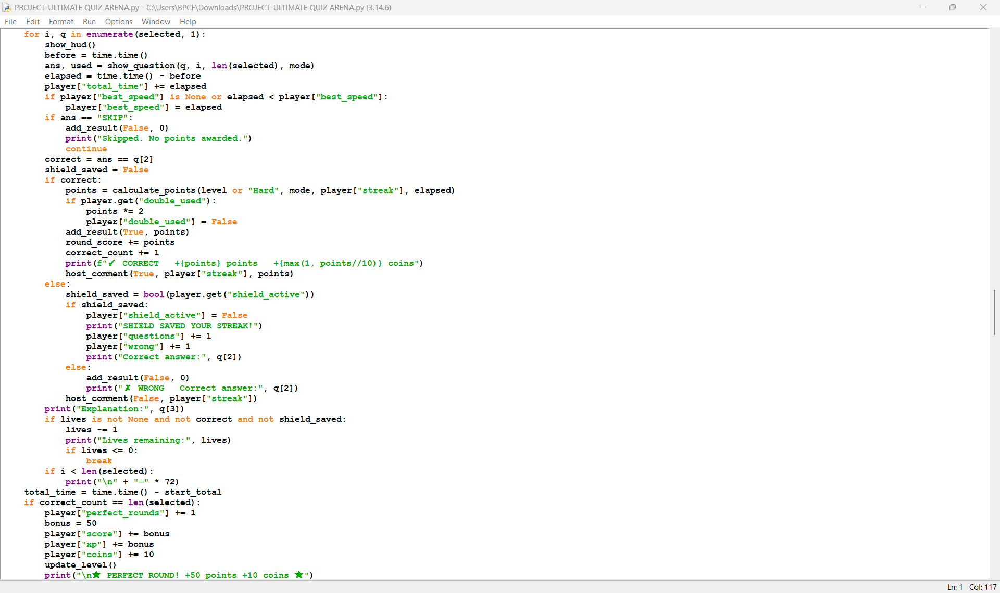 PROJECT-ULTIMATE QUIZ ARENA.py - C:\Users\BPCF\Downloads\PROJECT-ULTIMATE QUIZ ARENA.py (3.14.6)
File Edit Format Run Options Window Help
    for i, q in enumerate(selected, 1):
        show_hud()
        before = time.time()
        ans, used = show_question(q, i, len(selected), mode)
        elapsed = time.time() - before
        player["total_time"] += elapsed
        if player["best_speed"] is None or elapsed < player["best_speed"]:
            player["best_speed"] = elapsed
        if ans == "SKIP":
            add_result(False, 0)
            print("Skipped. No points awarded.")
            continue
        correct = ans == q[2]
        shield_saved = False
        if correct:
            points = calculate_points(level or "Hard", mode, player["streak"], elapsed)
            if player.get("double_used"):
                points *= 2
                player["double_used"] = False
            add_result(True, points)
            round_score += points
            correct_count += 1
            print(f"✓ CORRECT   +{points} points   +{max(1, points//10)} coins")
            host_comment(True, player["streak"], points)
        else:
            shield_saved = bool(player.get("shield_active"))
            if shield_saved:
                player["shield_active"] = False
                print("SHIELD SAVED YOUR STREAK!")
                player["questions"] += 1
                player["wrong"] += 1
                print("Correct answer:", q[2])
            else:
                add_result(False, 0)
                print("✗ WRONG   Correct answer:", q[2])
            host_comment(False, player["streak"])
        print("Explanation:", q[3])
        if lives is not None and not correct and not shield_saved:
            lives -= 1
            print("Lives remaining:", lives)
            if lives <= 0:
                break
        if i < len(selected):
            print("\n" + "─" * 72)
    total_time = time.time() - start_total
    if correct_count == len(selected):
        player["perfect_rounds"] += 1
        bonus = 50
        player["score"] += bonus
        player["xp"] += bonus
        player["coins"] += 10
        update_level()
        print("\n★ PERFECT ROUND! +50 points +10 coins ★")
Ln: 1 Col: 117